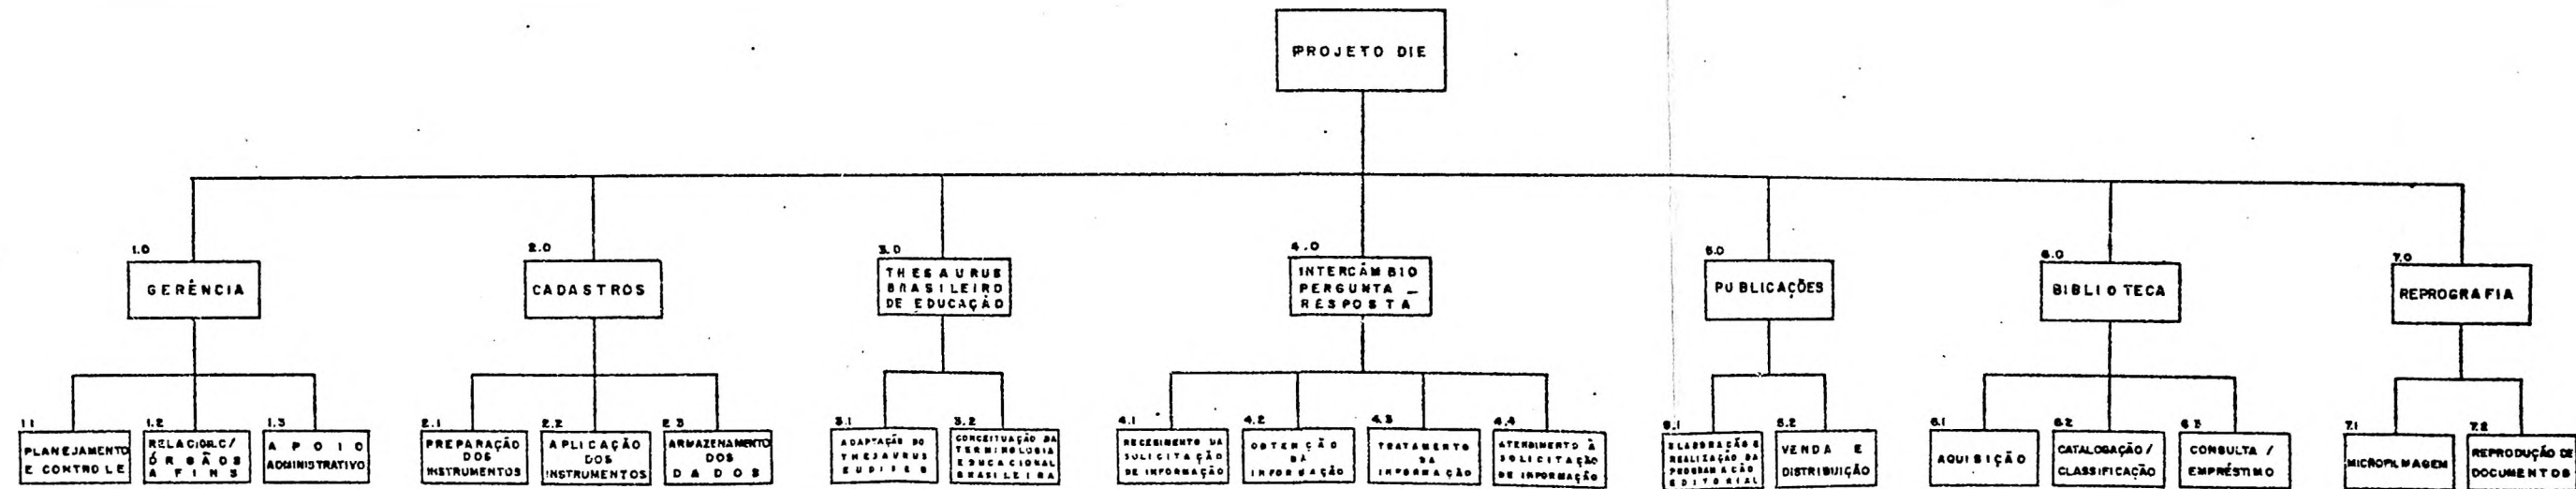 PROJETO DIE
1.0
GERÊNCIA
2.0
CADASTROS
3.0
THESAURUS
BRASILEIRO
DE EDUCAÇÃO
4.0
INTERCÂMBIO
PERGUNTA –
RESPOSTA
5.0
PUBLICAÇÕES
6.0
BIBLIOTECA
7.0
REPROGRAFIA
1.1
PLANEJAMENTO
E CONTROLE
1.2
RELACION.C/
ÓRGÃOS
AFINS
1.3
APOIO
ADMINISTRATIVO
2.1
PREPARAÇÃO
DOS
INSTRUMENTOS
2.2
APLICAÇÃO
DOS
INSTRUMENTOS
2.3
ARMAZENAMENTO
DOS
DADOS
3.1
ADAPTAÇÃO DO
THESAURUS
EUDISED
3.2
CONCEITUAÇÃO DA
TERMINOLOGIA
EDUCACIONAL
BRASILEIRA
4.1
RECEBIMENTO DA
SOLICITAÇÃO
DE INFORMAÇÃO
4.2
OBTENÇÃO
DA
INFORMAÇÃO
4.3
TRATAMENTO
DA
INFORMAÇÃO
4.4
ATENDIMENTO À
SOLICITAÇÃO
DE INFORMAÇÃO
5.1
ELABORAÇÃO E
REALIZAÇÃO DA
PROGRAMAÇÃO
EDITORIAL
5.2
VENDA E
DISTRIBUIÇÃO
6.1
AQUISIÇÃO
6.2
CATALOGAÇÃO/
CLASSIFICAÇÃO
6.3
CONSULTA/
EMPRÉSTIMO
7.1
MICROFILMAGEM
7.2
REPRODUÇÃO DE
DOCUMENTOS